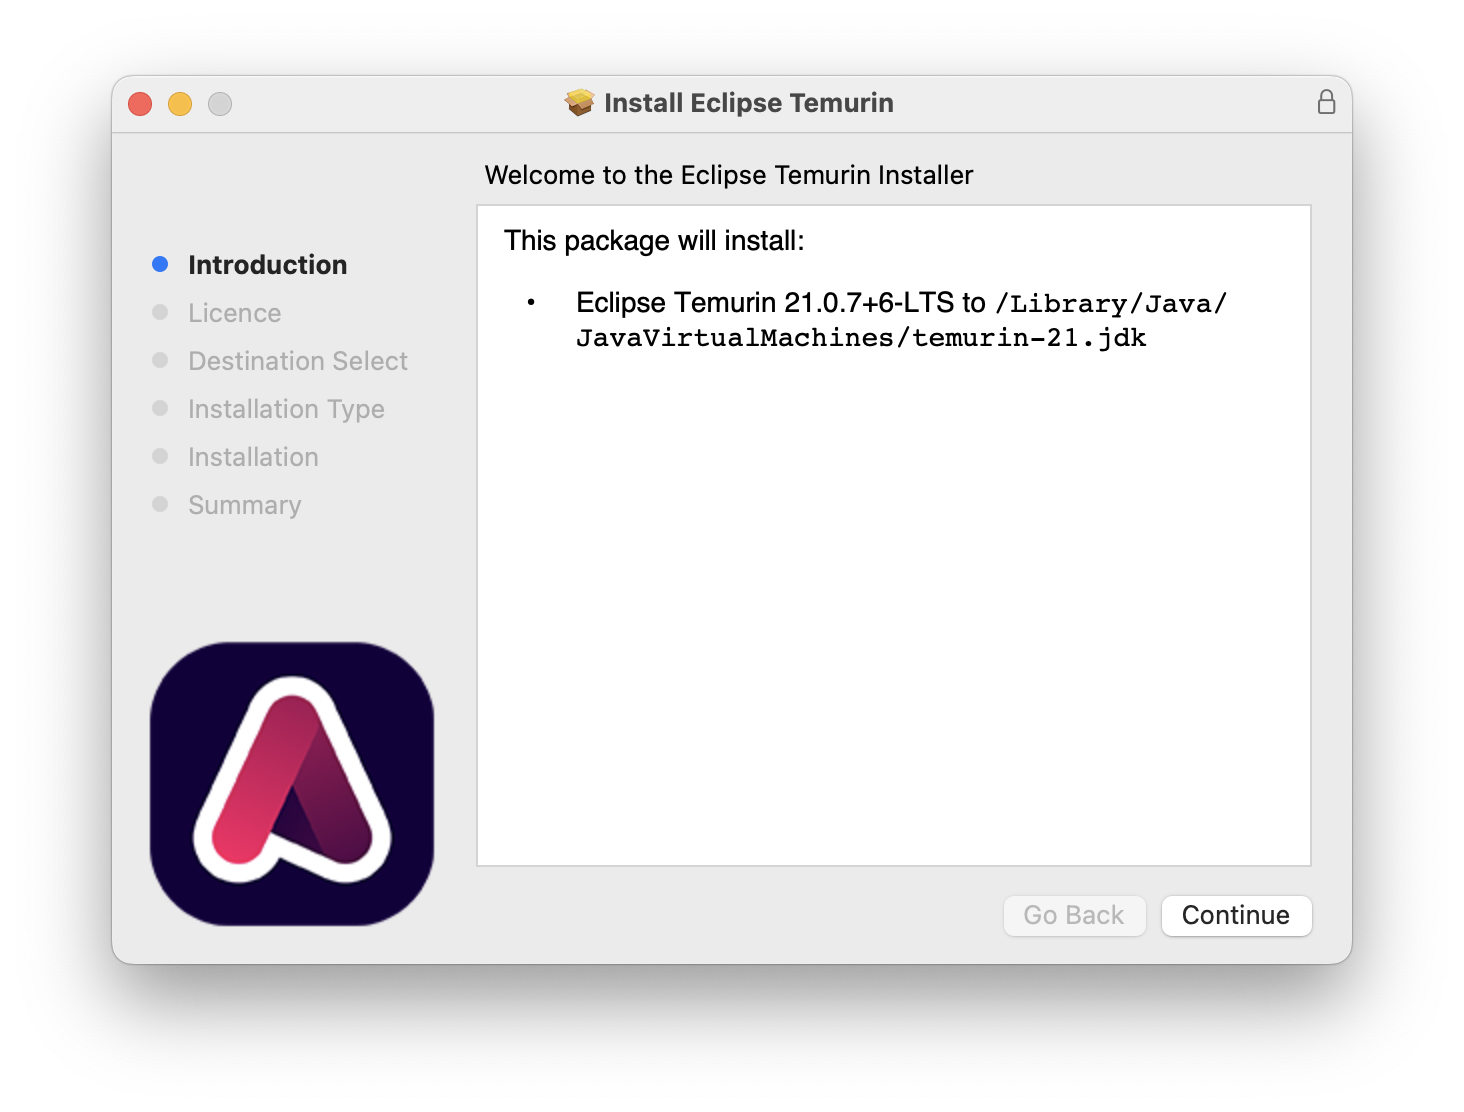 Install Eclipse Temurin
Welcome to the Eclipse Temurin Installer
Introduction
Licence
Destination Select
Installation Type
Installation
Summary
This package will install:
• Eclipse Temurin 21.0.7+6-LTS to /Library/Java/
JavaVirtualMachines/temurin-21.jdk
Go Back
Continue